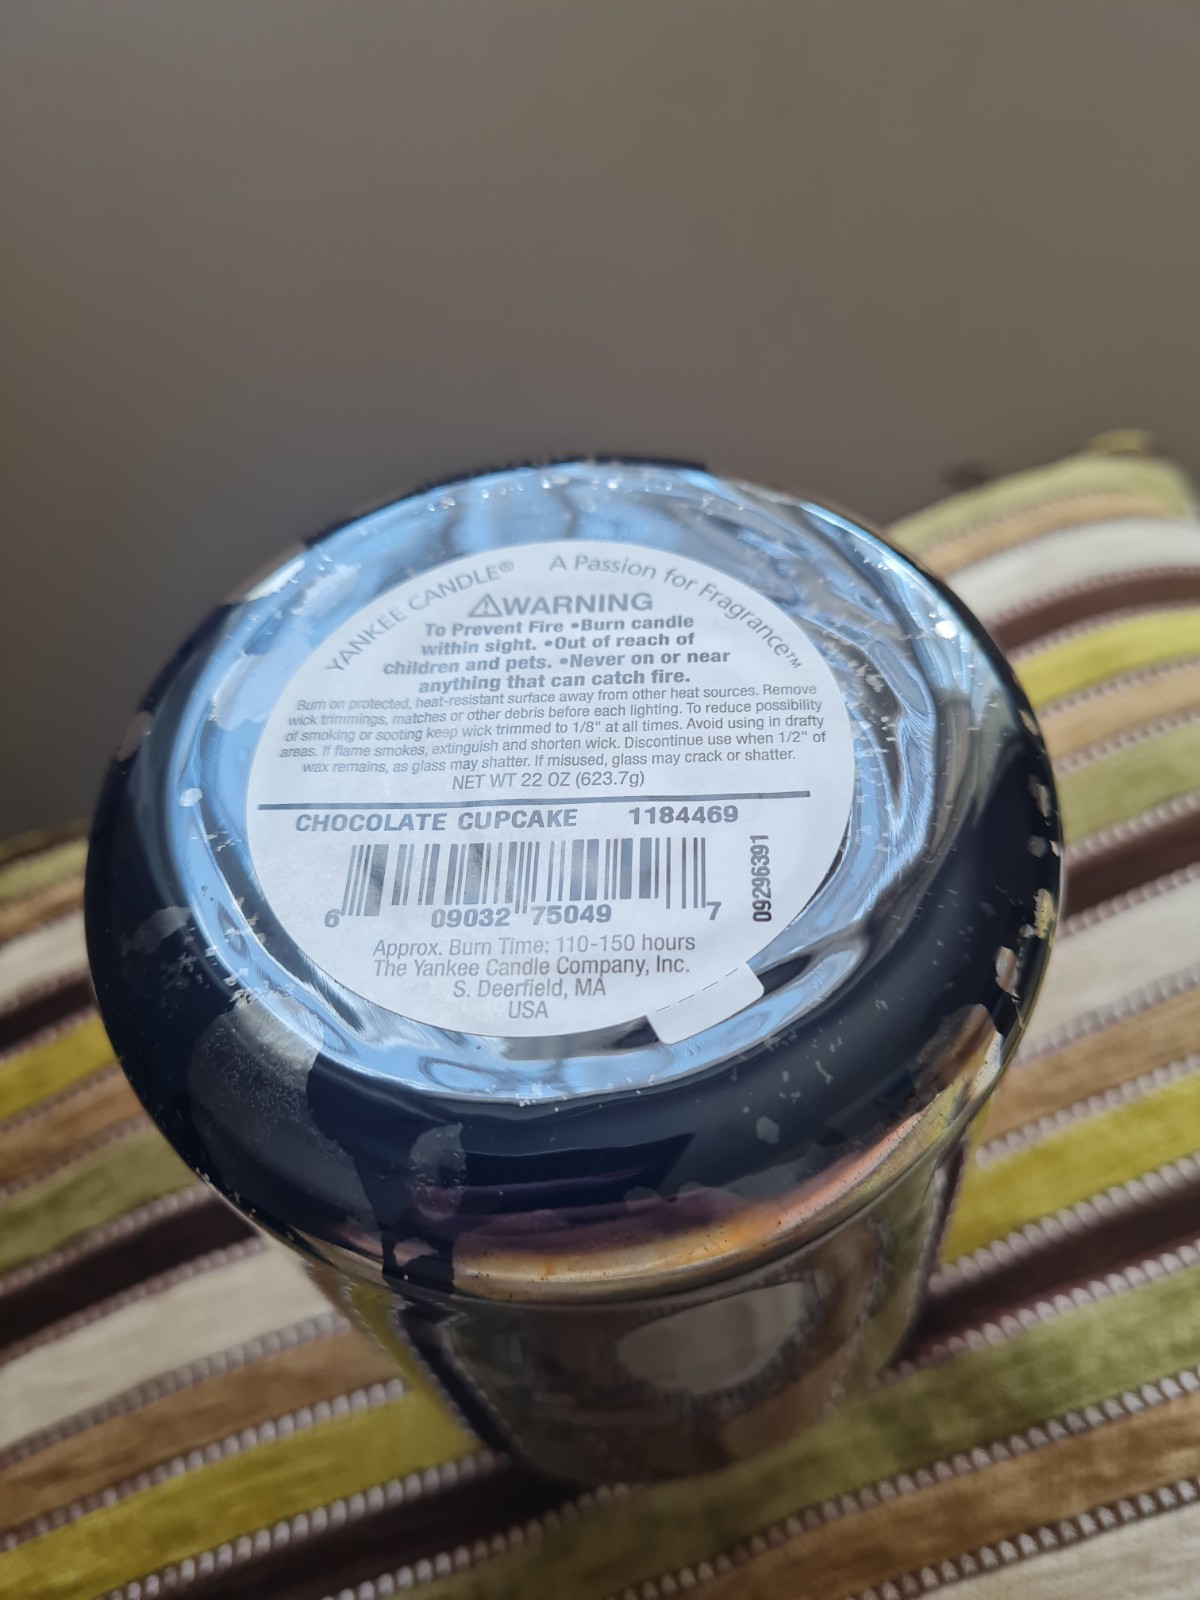 YANKEE CANDLE® A Passion for Fragrance™
⚠WARNING
To Prevent Fire •Burn candle
within sight. •Out of reach of
children and pets. •Never on or near
anything that can catch fire.
Burn on protected, heat-resistant surface away from other heat sources. Remove
wick trimmings, matches or other debris before each lighting. To reduce possibility
of smoking or sooting keep wick trimmed to 1/8" at all times. Avoid using in drafty
areas. If flame smokes, extinguish and shorten wick. Discontinue use when 1/2" of
wax remains, as glass may shatter. If misused, glass may crack or shatter.
NET WT 22 OZ (623.7g)
CHOCOLATE CUPCAKE 1184469
6 09032 75049 7
09296391
Approx. Burn Time: 110-150 hours
The Yankee Candle Company, Inc.
S. Deerfield, MA
USA